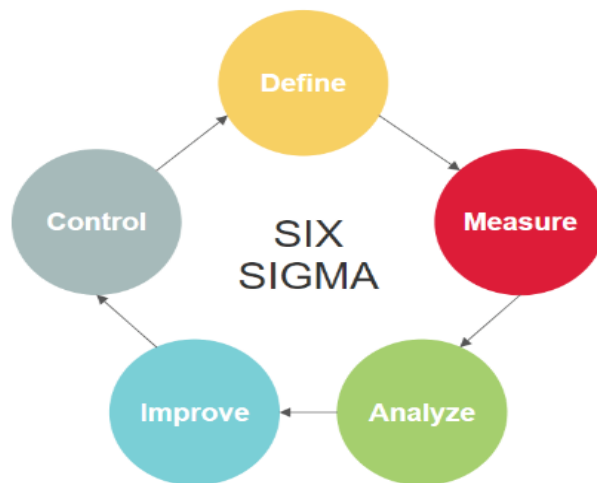 Define
Measure
Analyze
Improve
Control
SIX
SIGMA